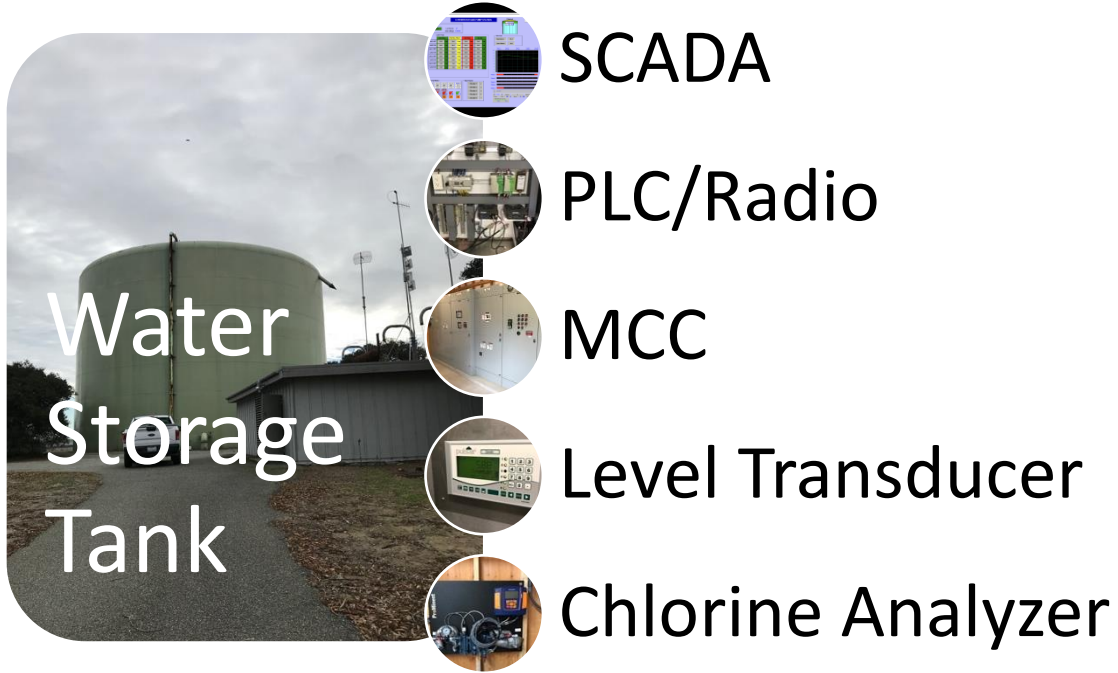 Water
Storage
Tank
SCADA
PLC/Radio
MCC
Level Transducer
Chlorine Analyzer